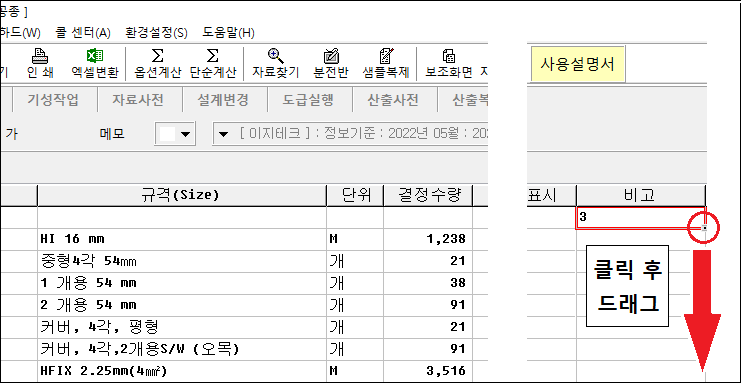 공종 ]
하드(W) 콜 센터(A) 환경설정(S) 도움말(H)
기 인 쇄 엑셀변환 옵션계산 단순계산 자료찾기 분전반 샘플복제 보조화면 사용설명서
기성작업 자료사전 설계변경 도급실행 산출사전 산출복
가 메모 [ 이지테크 ] : 정보기준 : 2022년 05월 : 202
규격(Size) 단위 결정수량 표시 비고
3
HI 16 mm M 1,238
중형4각 54㎜ 개 21
1 개용 54 mm 개 38
2 개용 54 mm 개 91
커버, 4각, 평형 개 21
커버, 4각,2개용S/W (오목) 개 91
HFIX 2.25mm(4㎟) M 3,516
클릭 후
드래그